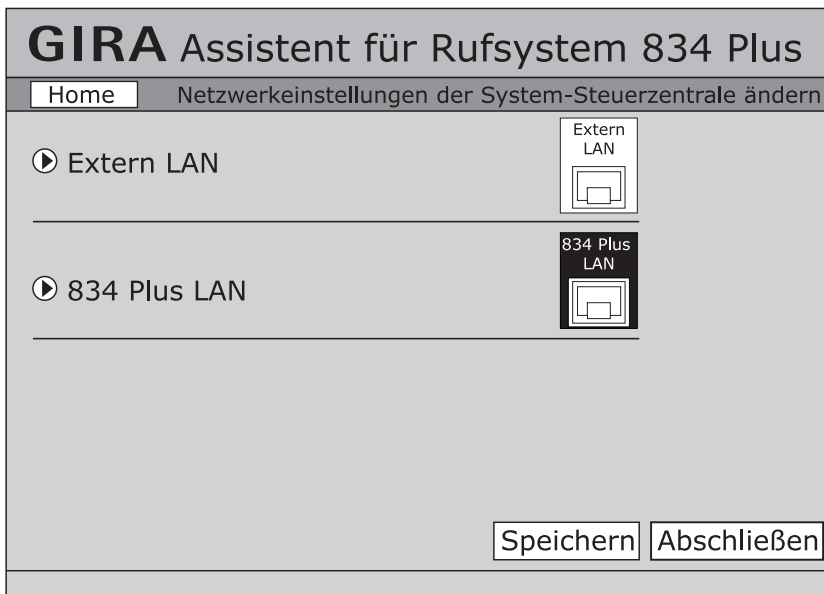 GIRA Assistent für Rufsystem 834 Plus
Home Netzwerkeinstellungen der System-Steuerzentrale ändern
Extern LAN
Extern
LAN
834 Plus LAN
834 Plus
LAN
Speichern Abschließen